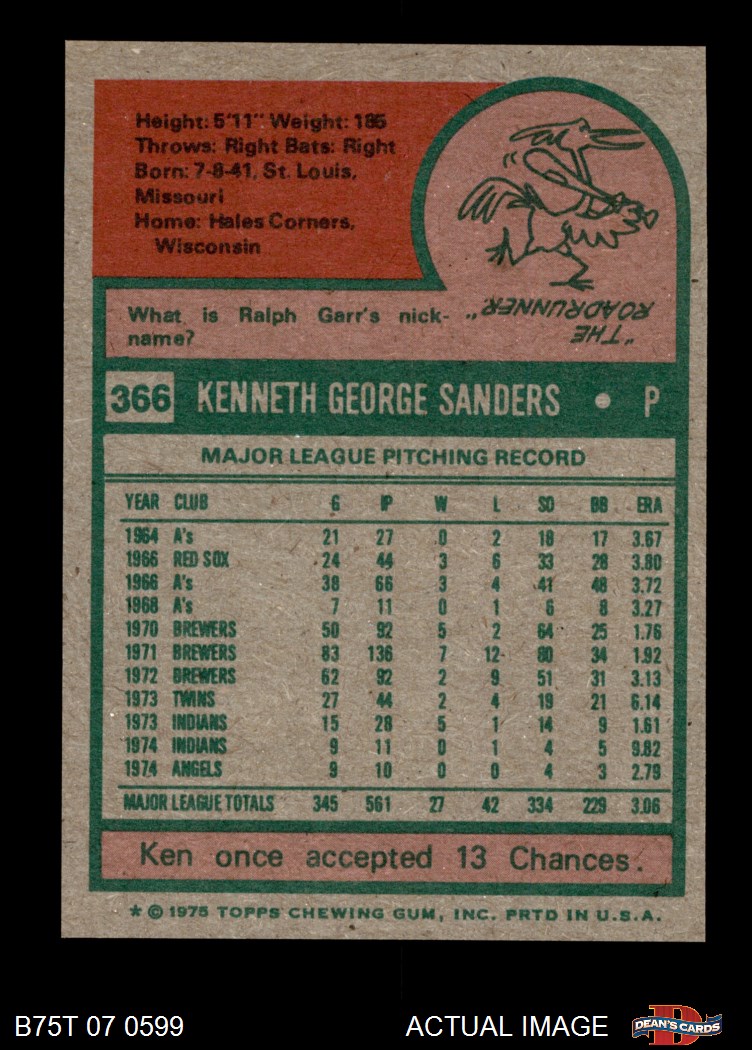 Height: 5'11" Weight: 185
Throws: Right Bats: Right
Born: 7-8-41, St. Louis,
Missouri
Home: Hales Corners,
Wisconsin
What is Ralph Garr's nick-
name?
"THE
ROADRUNNER."
366 KENNETH GEORGE SANDERS • P
MAJOR LEAGUE PITCHING RECORD
YEAR CLUB G IP W L SO BB ERA
1964 A's 21 27 0 2 18 17 3.67
1966 RED SOX 24 44 3 6 33 28 3.80
1966 A's 38 66 3 4 41 48 3.72
1968 A's 7 11 0 1 6 8 3.27
1970 BREWERS 50 92 5 2 64 25 1.76
1971 BREWERS 83 136 7 12 80 34 1.92
1972 BREWERS 62 92 2 9 51 31 3.13
1973 TWINS 27 44 2 4 19 21 6.14
1973 INDIANS 15 28 5 1 14 9 1.61
1974 INDIANS 9 11 0 1 4 5 9.82
1974 ANGELS 9 10 0 0 4 3 2.79
MAJOR LEAGUE TOTALS 345 561 27 42 334 229 3.06
Ken once accepted 13 Chances.
* © 1975 TOPPS CHEWING GUM, INC. PRTD IN U.S.A.
B75T 07 0599 ACTUAL IMAGE DEAN'S CARDS